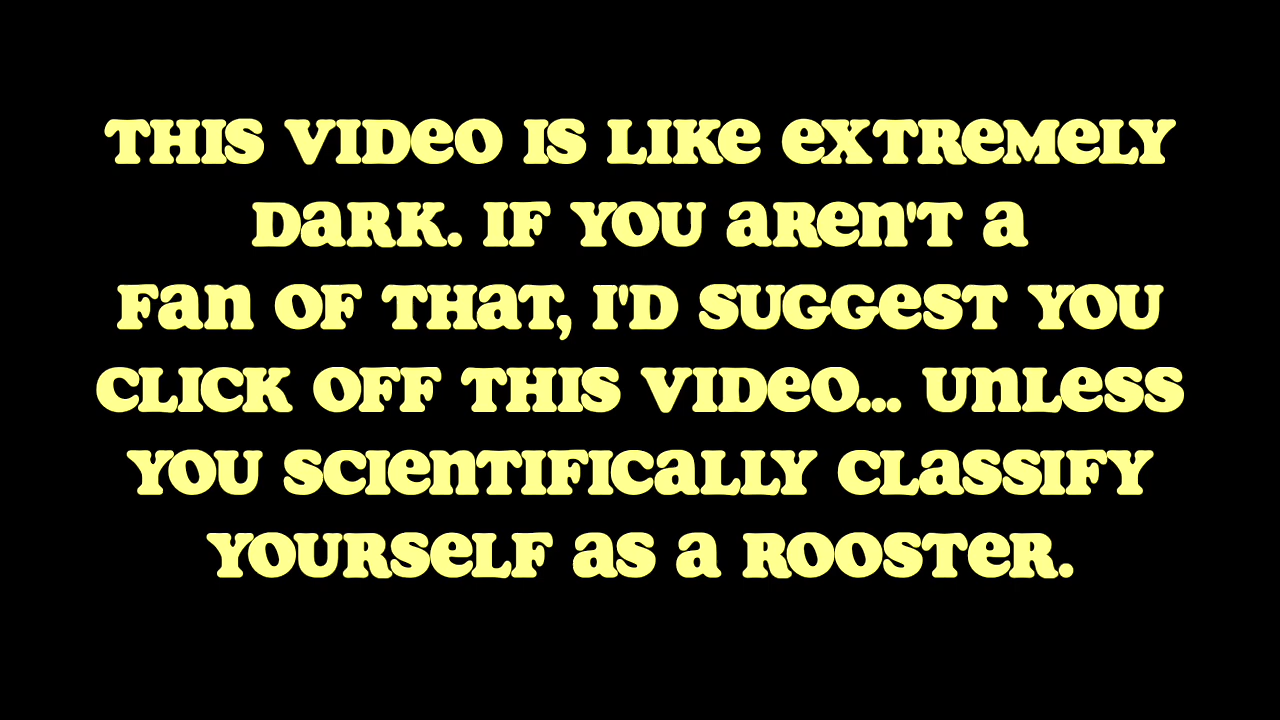 THIS VIDEO IS LIKE EXTREMELY
DARK. IF YOU AREN'T A
FAN OF THAT, I'D SUGGEST YOU
CLICK OFF THIS VIDEO... UNLESS
YOU SCIENTIFICALLY CLASSIFY
YOURSELF AS A ROOSTER.